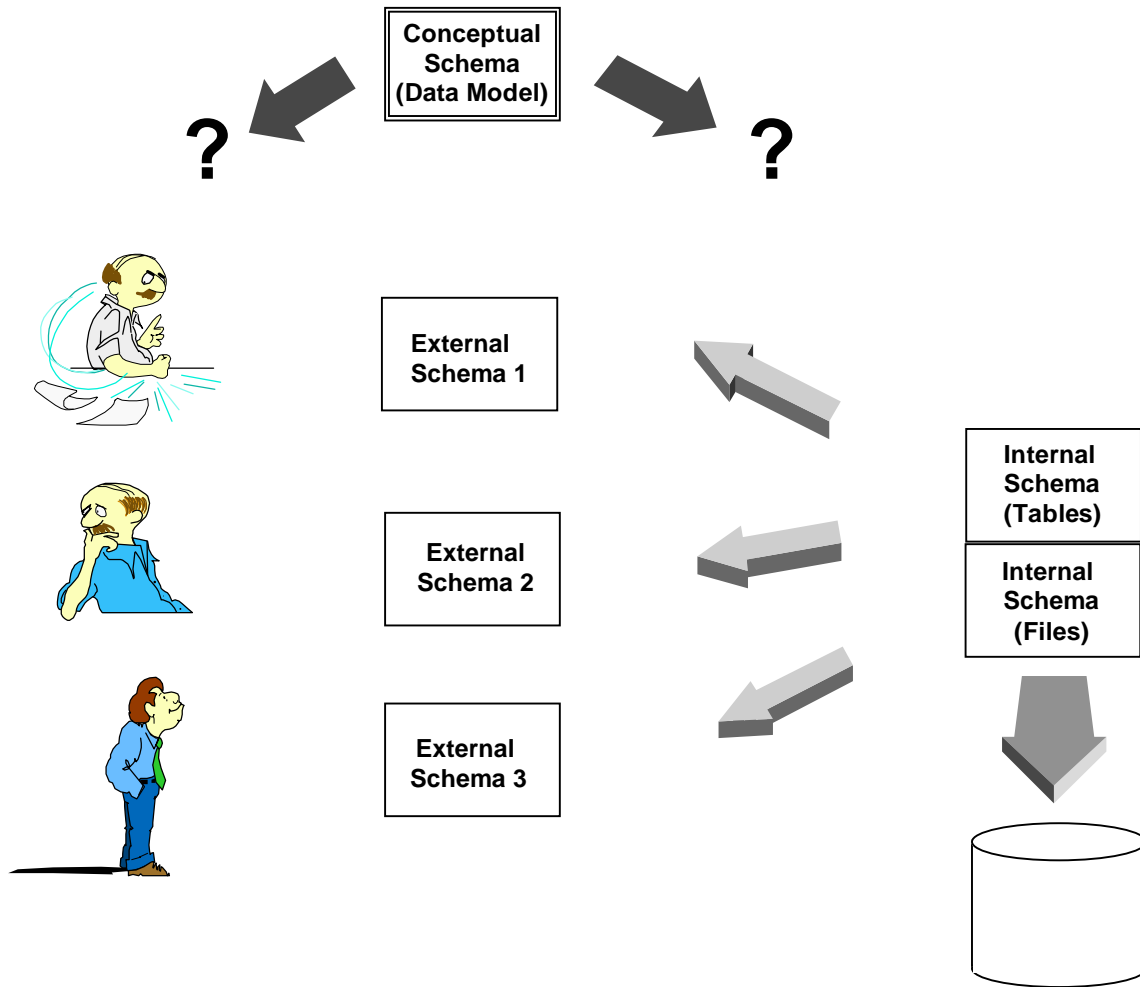 Conceptual
Schema
(Data Model)
?
?
External
Schema 1
External
Schema 2
External
Schema 3
Internal
Schema
(Tables)
Internal
Schema
(Files)